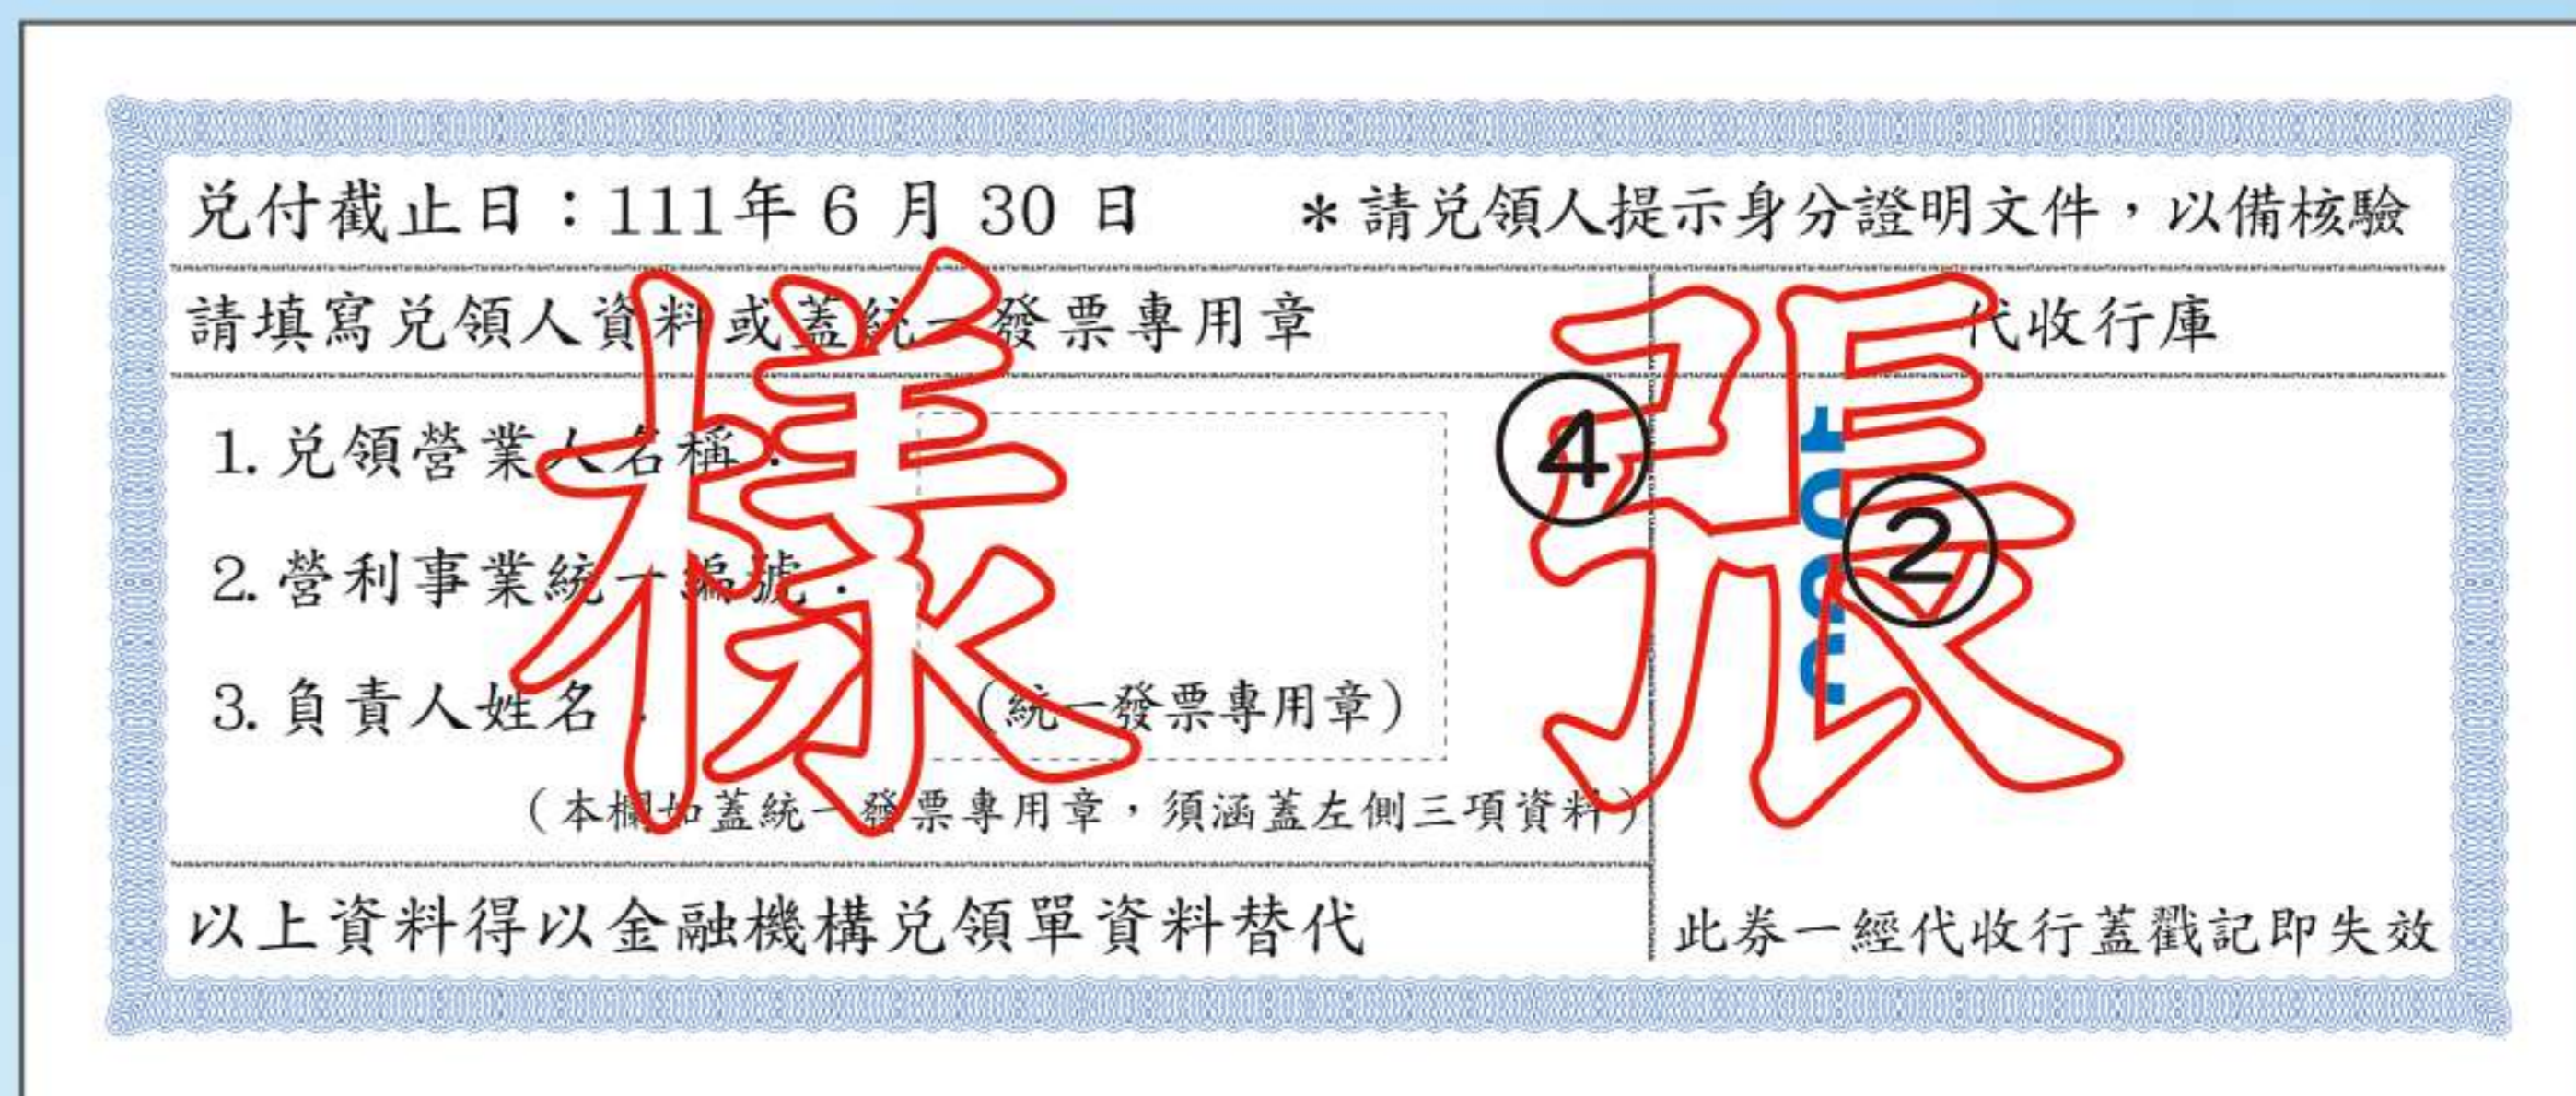 兌付截止日：111年 6 月 30 日
＊請兌領人提示身分證明文件，以備核驗
請填寫兌領人資料或蓋統一發票專用章
代收行庫
1. 兌領營業人名稱：
2. 營利事業統一編號：
3. 負責人姓名：
（統一發票專用章）
（本欄如蓋統一發票專用章，須涵蓋左側三項資料）
④
②
樣張
以上資料得以金融機構兌領單資料替代
此券一經代收行蓋戳記即失效